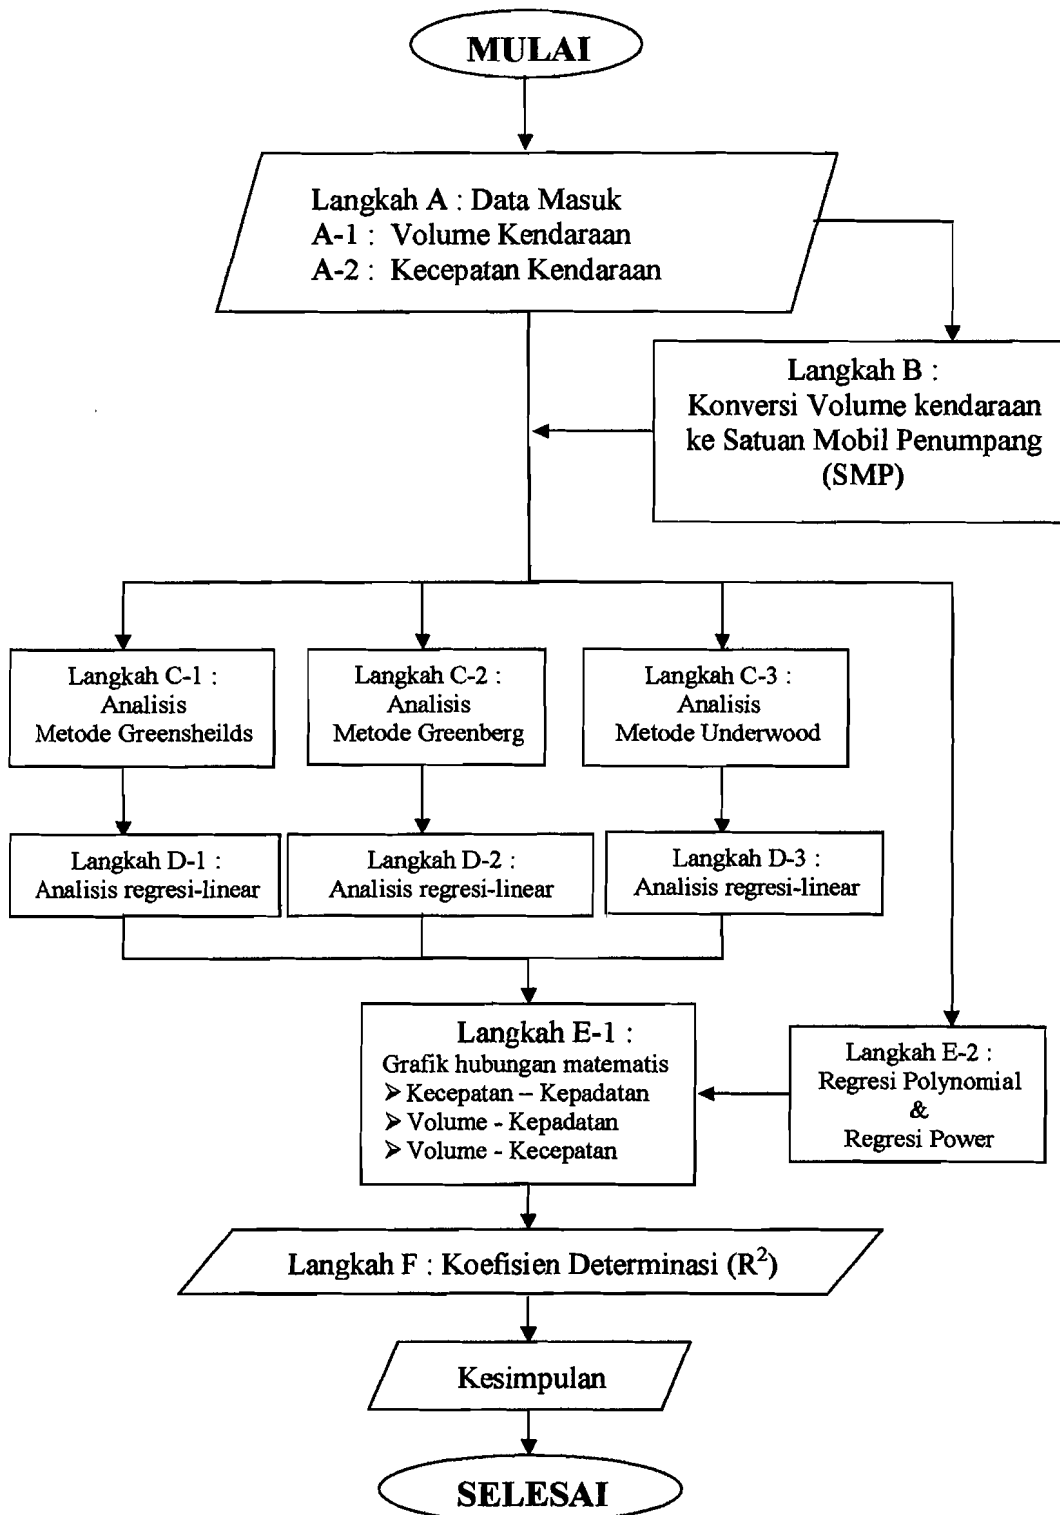 MULAI
Langkah A : Data Masuk
A-1 : Volume Kendaraan
A-2 : Kecepatan Kendaraan
Langkah B :
Konversi Volume kendaraan
ke Satuan Mobil Penumpang
(SMP)
Langkah C-1 :
Analisis
Metode Greensheilds
Langkah C-2 :
Analisis
Metode Greenberg
Langkah C-3 :
Analisis
Metode Underwood
Langkah D-1 :
Analisis regresi-linear
Langkah D-2 :
Analisis regresi-linear
Langkah D-3 :
Analisis regresi-linear
Langkah E-1 :
Grafik hubungan matematis
➢ Kecepatan – Kepadatan
➢ Volume - Kepadatan
➢ Volume - Kecepatan
Langkah E-2 :
Regresi Polynomial
&
Regresi Power
Langkah F : Koefisien Determinasi (R²)
Kesimpulan
SELESAI